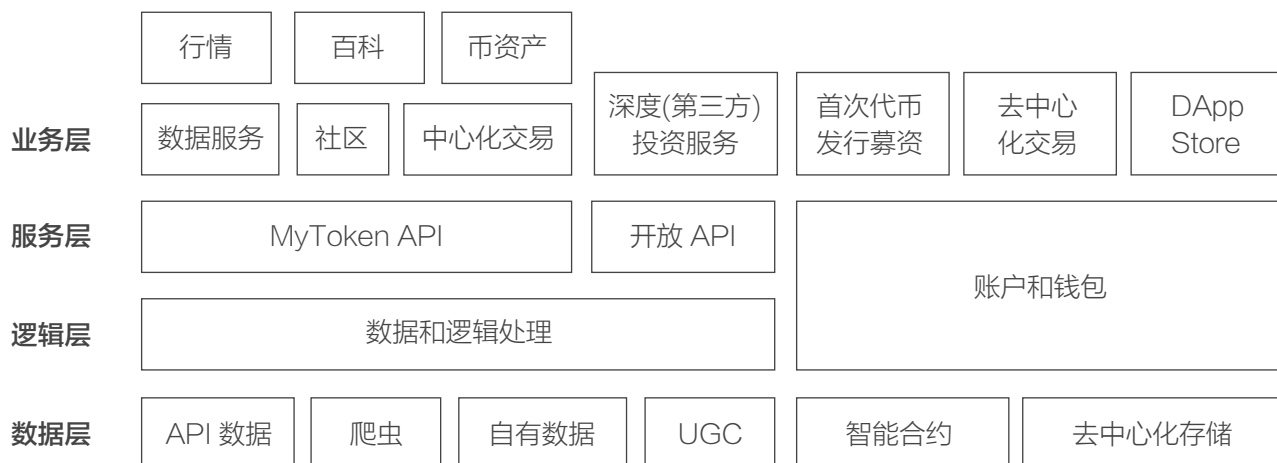 行情
百科
币资产
业务层
数据服务
社区
中心化交易
深度(第三方)
投资服务
首次代币
发行募资
去中心
化交易
DApp
Store
服务层
MyToken API
开放 API
账户和钱包
逻辑层
数据和逻辑处理
数据层
API 数据
爬虫
自有数据
UGC
智能合约
去中心化存储